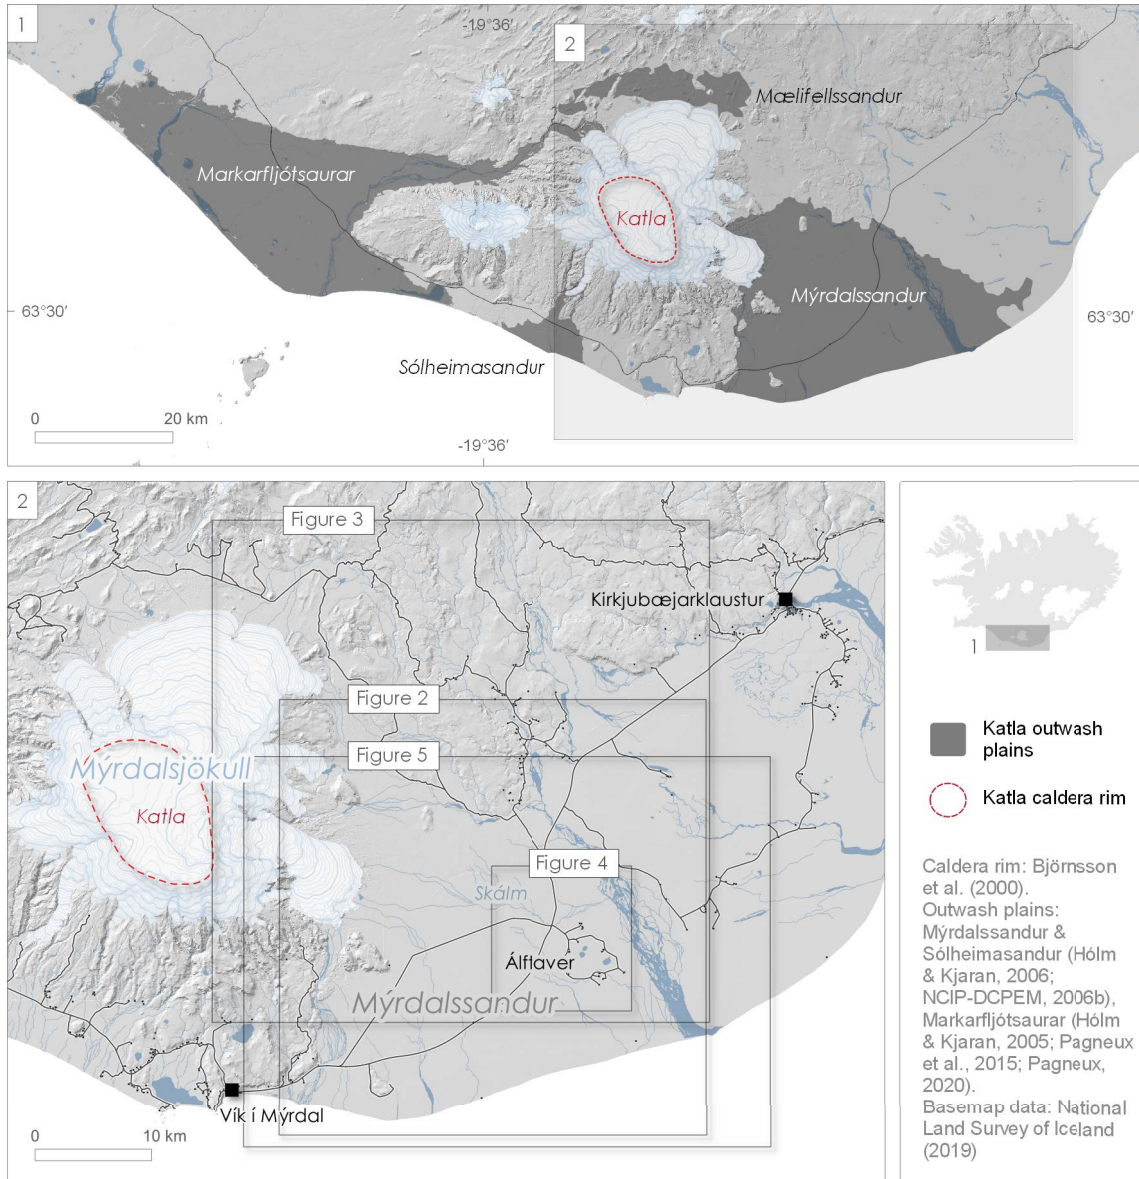 1
-19°36′
2
Mælifellssandur
Markarfljótsaurar
Katla
Mýrdalssandur
63°30′
63°30′
Sólheimasandur
0 20 km
-19°36′
2
Figure 3
Kirkjubæjarklaustur
Figure 2
Figure 5
Mýrdalsjökull
Katla
Figure 4
Skálm
Álftaver
Mýrdalssandur
Vík í Mýrdal
0 10 km
1
Katla outwash
plains
Katla caldera rim
Caldera rim: Björnsson
et al. (2000).
Outwash plains:
Mýrdalssandur &
Sólheimasandur (Hólm
& Kjaran, 2006;
NCIP-DCPEM, 2006b),
Markarfljótsaurar (Hólm
& Kjaran, 2005; Pagneux
et al., 2015; Pagneux,
2020).
Basemap data: National
Land Survey of Iceland
(2019)